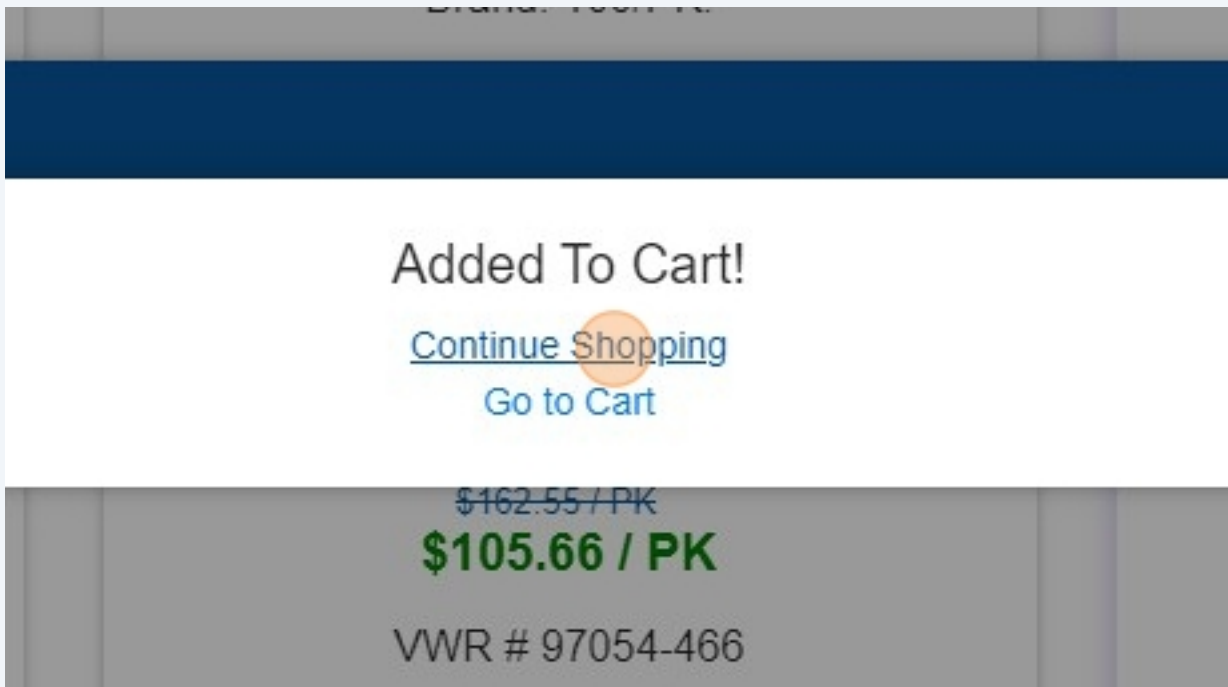 Added To Cart!
Continue Shopping
Go to Cart
$162.55 / PK
$105.66 / PK
VWR # 97054-466